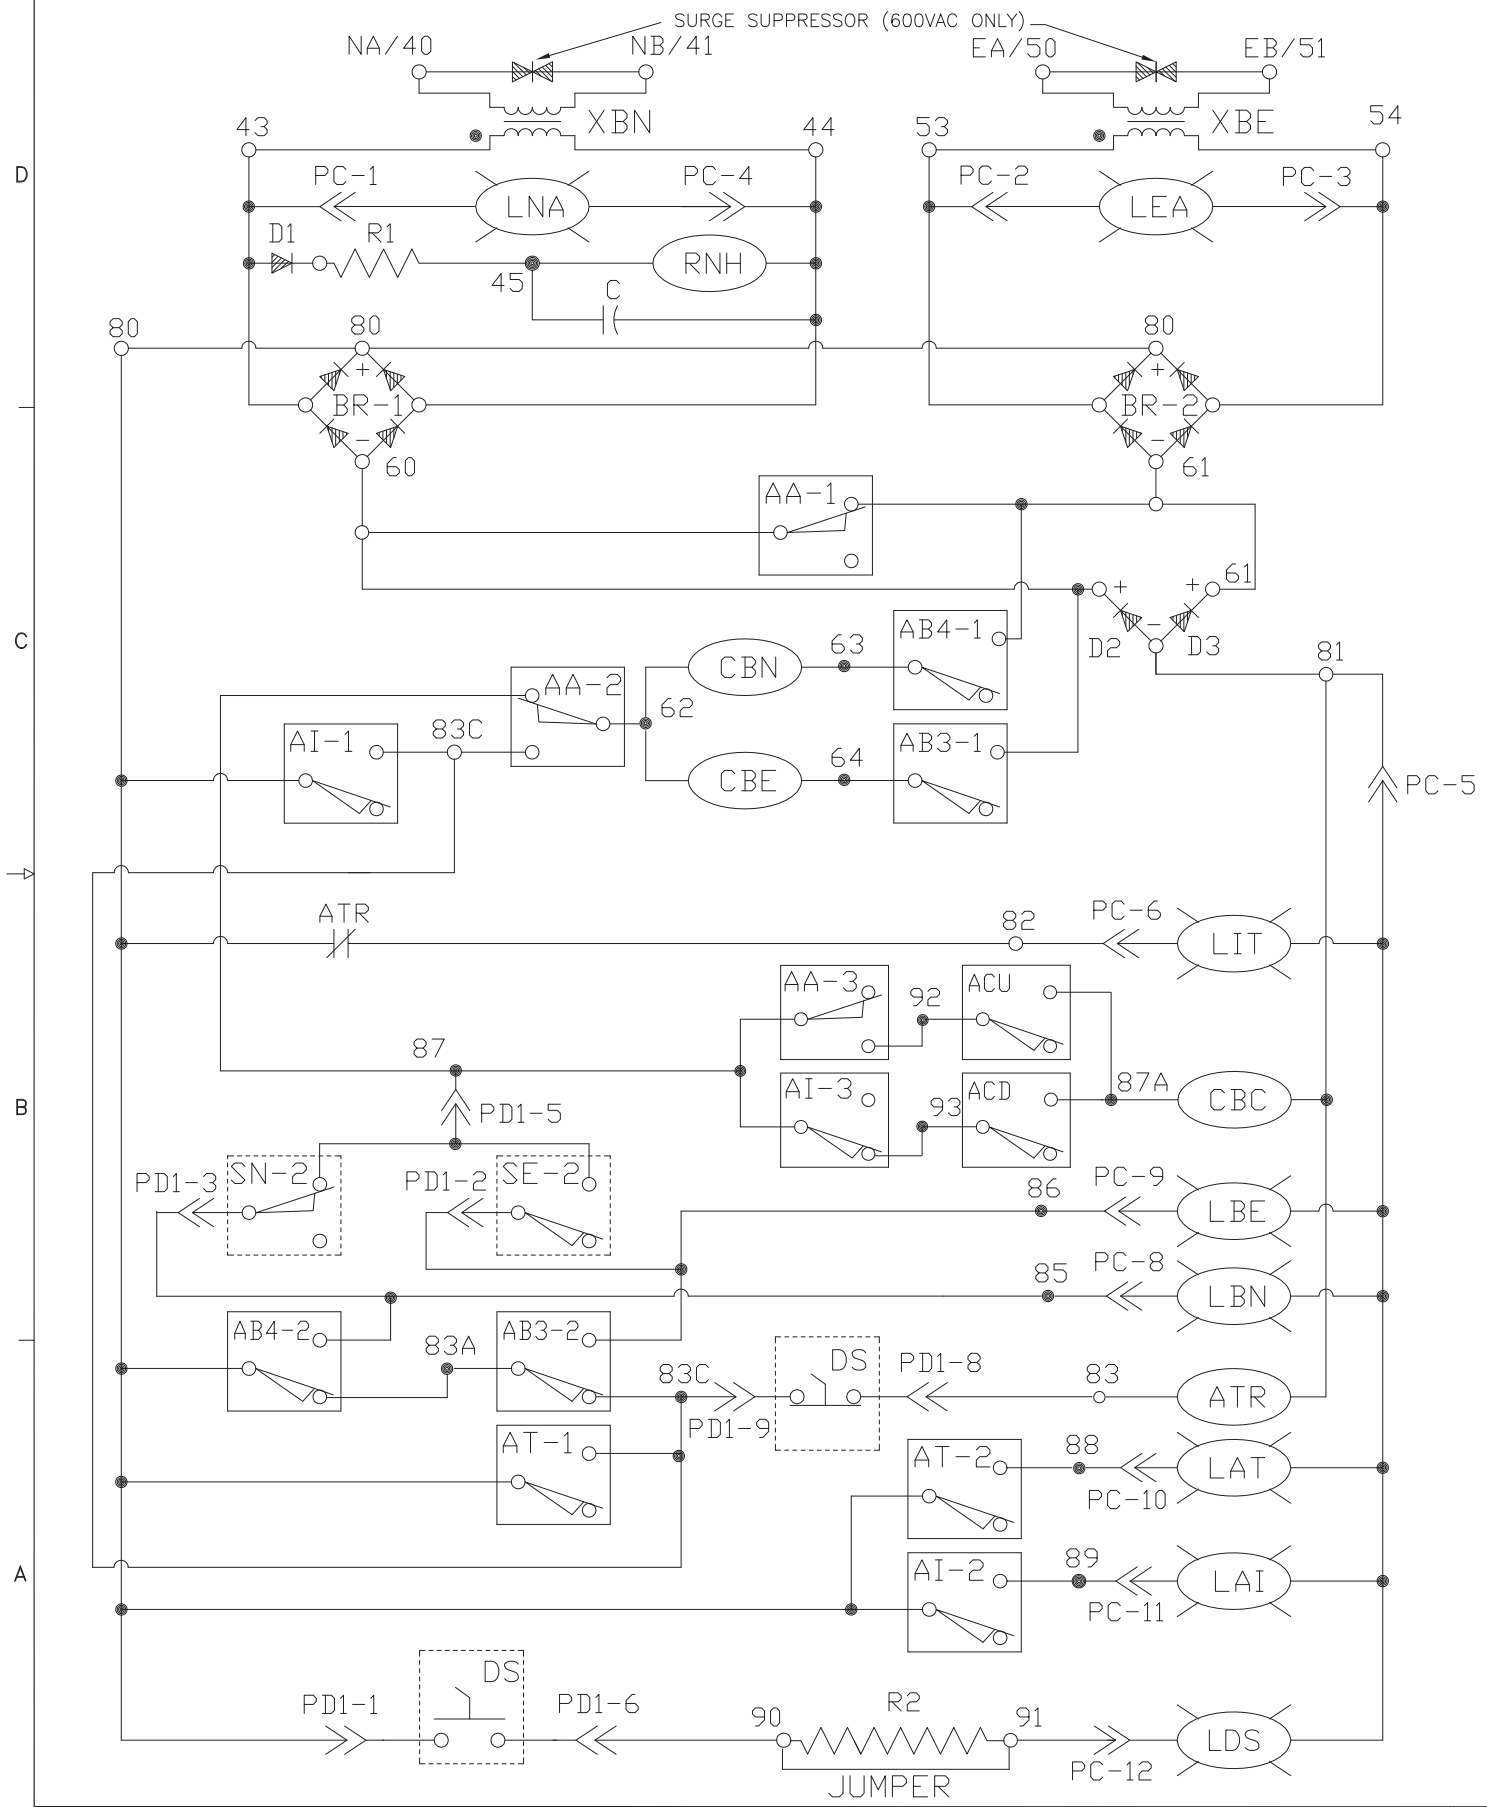 SURGE SUPPRESSOR (600VAC ONLY)
NA/40 NB/41 EA/50 EB/51
XBN XBE
43 44 53 54
D
PC-1 LNA PC-4 PC-2 LEA PC-3
D1 R1 RNH
45 C
80 80 80
+ +
BR-1 BR-2
- -
60 61
AA-1
+ + 61
-
C
AB4-1 D2 D3
63 81
CBN
AA-2
62
AI-1 83C AB3-1
64
CBE PC-5
ATR 82 PC-6
LIT
AA-3 92 ACU
87
AI-3 93 ACD 87A CBC
B
PD1-5
PD1-3 SN-2 PD1-2 SE-2 86 PC-9
LBE
85 PC-8
LBN
AB4-2 83A AB3-2
83C DS PD1-8 83 ATR
PD1-9
AT-1 AT-2 88 LAT
PC-10
A
AI-2 89 LAI
PC-11
DS
PD1-1 PD1-6 90 R2 91
LDS
PC-12
JUMPER